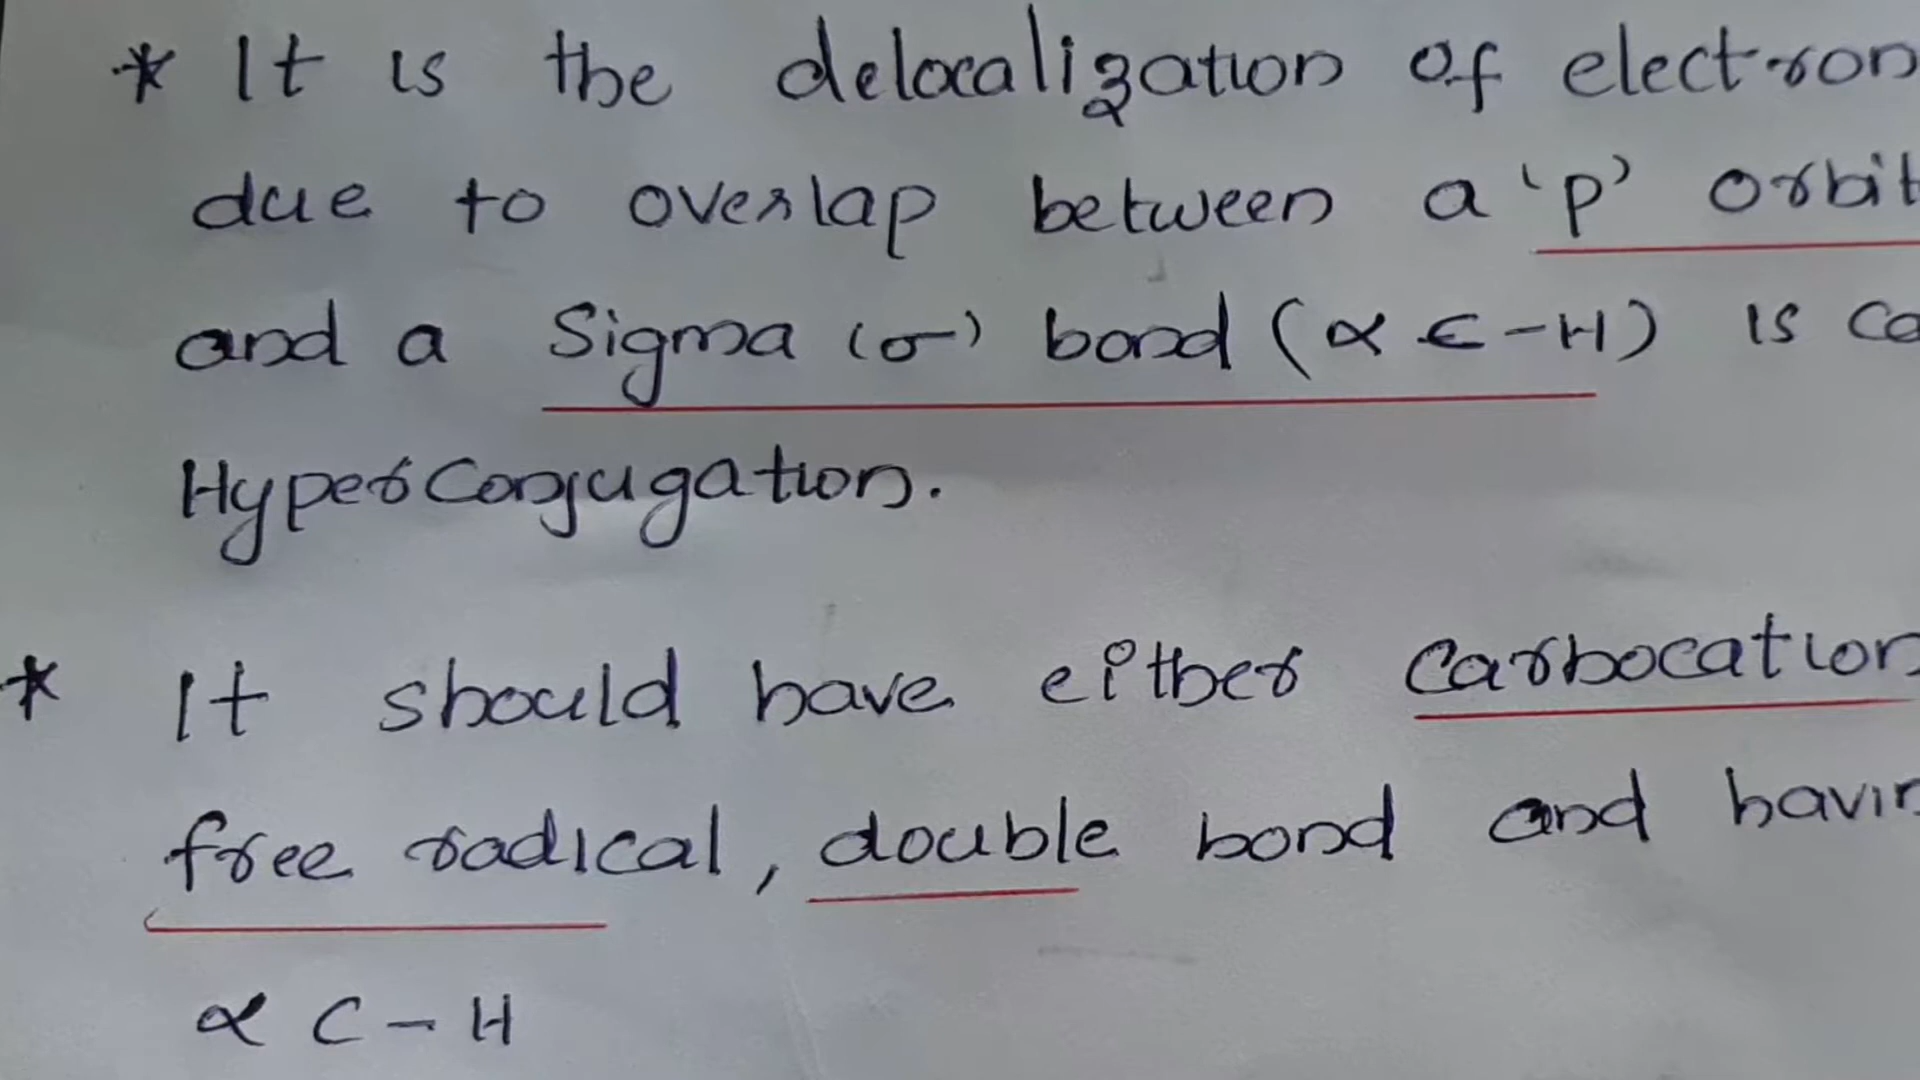 * It is the delocalization of electron
due to overlap between a 'p' orbit
and a Sigma (σ) bond (α C-H) is ca
HyperConjugation.
* It should have either Carbocation
free radical, double bond and havin
α C-H